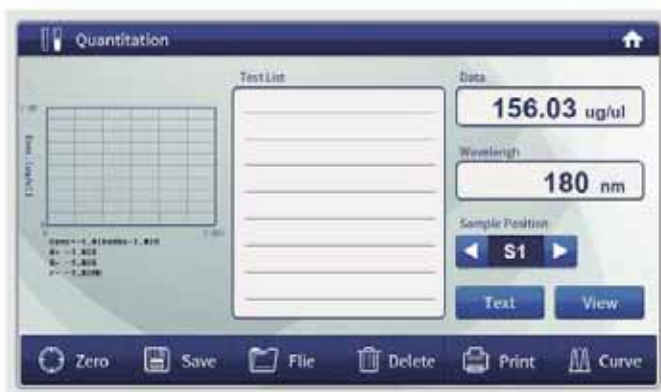 Quantitation
Test List
Data
156.03 ug/ul
Wavelengh
180 nm
Sample Position
S1
Text
View
Zero
Save
Flie
Delete
Print
Curve